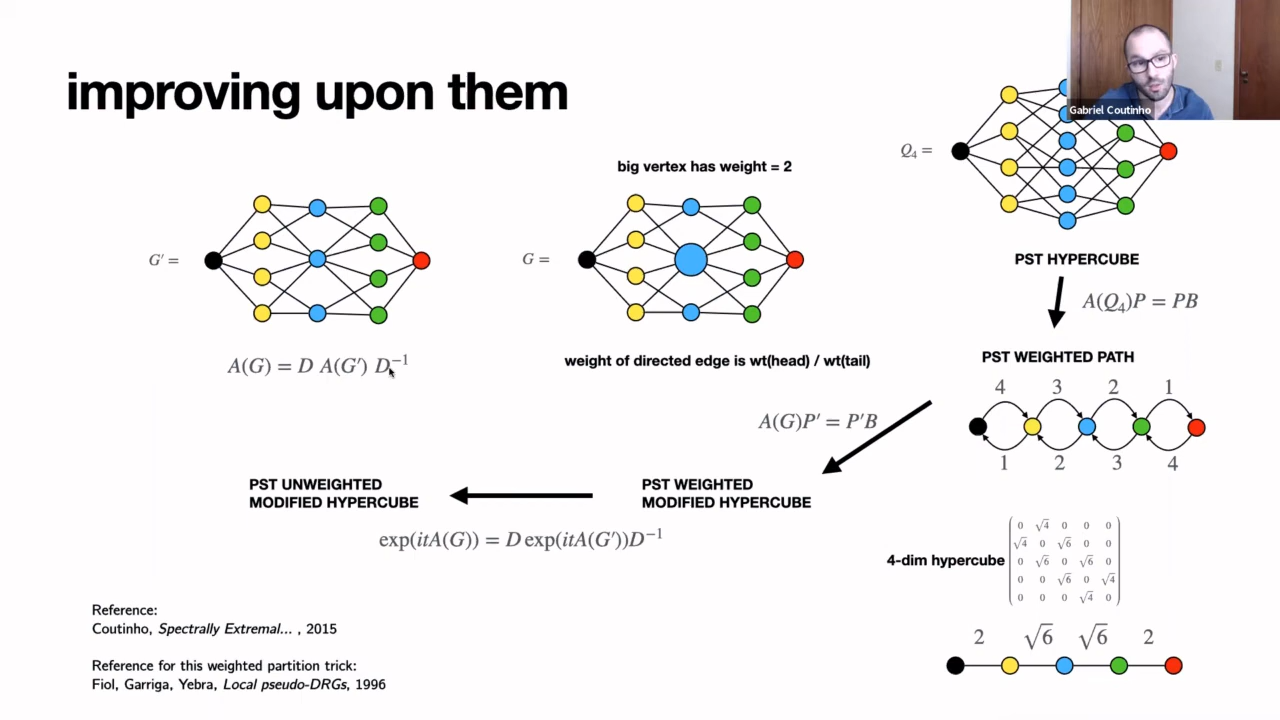 improving upon them
Gabriel Coutinho
Q₄ =
big vertex has weight = 2
G′ =
G =
PST HYPERCUBE
A(Q₄)P = PB
A(G) = D A(G′) D⁻¹
weight of directed edge is wt(head) / wt(tail)
PST WEIGHTED PATH
4 3 2 1
1 2 3 4
A(G)P′ = P′B
PST UNWEIGHTED
MODIFIED HYPERCUBE
PST WEIGHTED
MODIFIED HYPERCUBE
exp(itA(G)) = D exp(itA(G′))D⁻¹
4-dim hypercube
0 √4 0 0 0
√4 0 √6 0 0
0 √6 0 √6 0
0 0 √6 0 √4
0 0 0 √4 0
2 √6 √6 2
Reference:
Coutinho, Spectrally Extremal... , 2015
Reference for this weighted partition trick:
Fiol, Garriga, Yebra, Local pseudo-DRGs, 1996